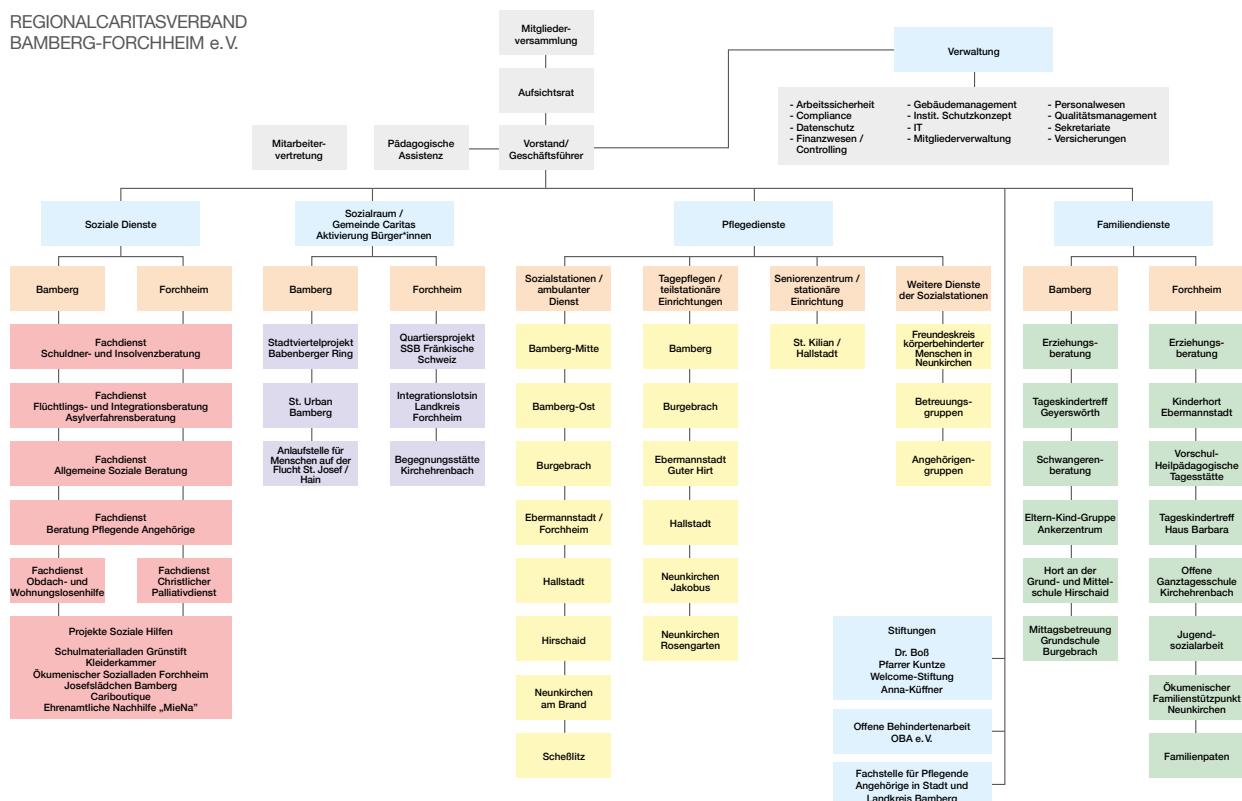 REGIONALCARITASVERBAND
BAMBERG-FORCHHEIM e. V.
Mitglieder-
versammlung
Aufsichtsrat
Vorstand/
Geschäftsführer
Pädagogische
Assistenz
Mitarbeiter-
vertretung
Verwaltung
- Arbeitssicherheit
- Compliance
- Datenschutz
- Finanzwesen /
Controlling
- Gebäudemanagement
- Instit. Schutzkonzept
- IT
- Mitgliederverwaltung
- Personalwesen
- Qualitätsmanagement
- Sekretariate
- Versicherungen
Soziale Dienste
Bamberg
Forchheim
Fachdienst
Schuldner- und Insolvenzberatung
Fachdienst
Flüchtlings- und Integrationsberatung
Asylverfahrensberatung
Fachdienst
Allgemeine Soziale Beratung
Fachdienst
Beratung Pflegende Angehörige
Fachdienst
Obdach- und
Wohnungslosenhilfe
Fachdienst
Christlicher
Palliativdienst
Projekte Soziale Hilfen
Schulmaterialladen Grünstift
Kleiderkammer
Ökumenischer Sozialladen Forchheim
Josefslädchen Bamberg
Cariboutique
Ehrenamtliche Nachhilfe „MieNa”
Sozialraum /
Gemeinde Caritas
Aktivierung Bürger*innen
Bamberg
Stadtviertelprojekt
Babenberger Ring
St. Urban
Bamberg
Anlaufstelle für
Menschen auf der
Flucht St. Josef /
Hain
Forchheim
Quartiersprojekt
SSB Fränkische
Schweiz
Integrationslotsin
Landkreis
Forchheim
Begegnungsstätte
Kirchehrenbach
Pflegedienste
Sozialstationen /
ambulanter
Dienst
Bamberg-Mitte
Bamberg-Ost
Burgebrach
Ebermannstadt /
Forchheim
Hallstadt
Hirschaid
Neunkirchen
am Brand
Scheßlitz
Tagepflegen /
teilstationäre
Einrichtungen
Bamberg
Burgebrach
Ebermannstadt
Guter Hirt
Hallstadt
Neunkirchen
Jakobus
Neunkirchen
Rosengarten
Seniorenzentrum /
stationäre
Einrichtung
St. Kilian /
Hallstadt
Weitere Dienste
der Sozialstationen
Freundeskreis
körperbehinderter
Menschen in
Neunkirchen
Betreuungs-
gruppen
Angehörigen-
gruppen
Stiftungen
Dr. Boß
Pfarrer Kuntze
Welcome-Stiftung
Anna-Küffner
Offene Behindertenarbeit
OBA e. V.
Fachstelle für Pflegende
Angehörige in Stadt und
Landkreis Bamberg
Familiendienste
Bamberg
Erziehungs-
beratung
Tageskindertreff
Geyerswörth
Schwangeren-
beratung
Eltern-Kind-Gruppe
Ankerzentrum
Hort an der
Grund- und Mittel-
schule Hirschaid
Mittagsbetreuung
Grundschule
Burgebrach
Forchheim
Erziehungs-
beratung
Kinderhort
Ebermannstadt
Vorschul-
Heilpädagogische
Tagesstätte
Tageskindertreff
Haus Barbara
Offene
Ganztagesschule
Kirchehrenbach
Jugend-
sozialarbeit
Ökumenischer
Familienstützpunkt
Neunkirchen
Familienpaten